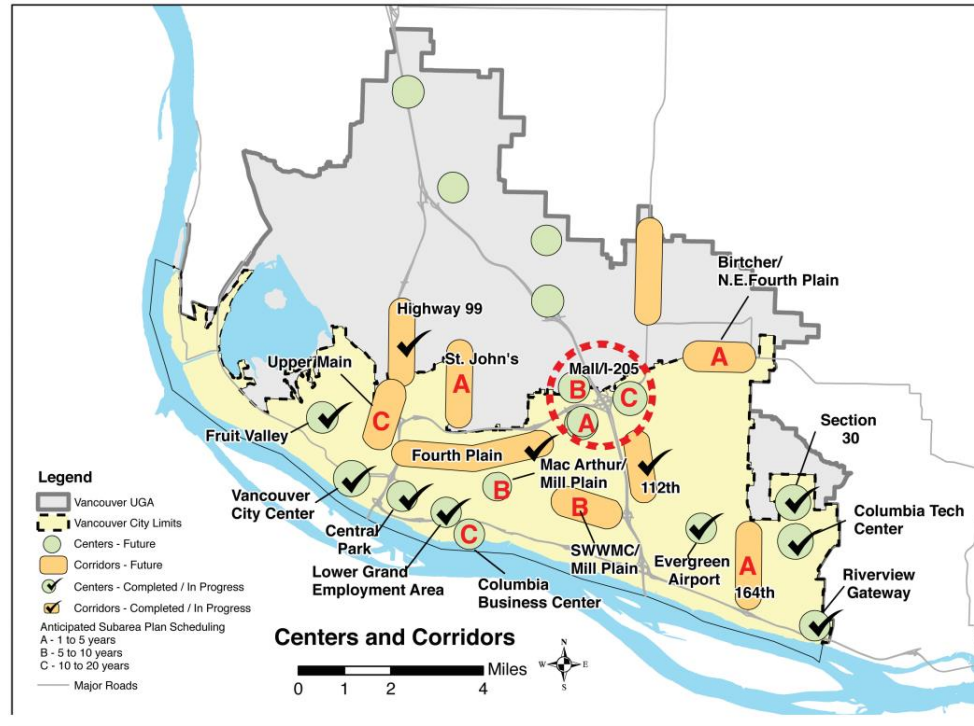 Birtcher/
N.E.Fourth Plain
Highway 99
A
Upper Main
St. John's
A
Mall/I-205
B
C
A
C
Fruit Valley
Fourth Plain
Section
30
Mac Arthur/
Mill Plain
B
112th
Vancouver
City Center
B
Central
Park
SWWMC/
Mill Plain
Columbia Tech
Center
Evergreen
Airport
A
164th
Lower Grand
Employment Area
C
Columbia
Business Center
Riverview
Gateway
Legend
Vancouver UGA
Vancouver City Limits
Centers - Future
Corridors - Future
Centers - Completed / In Progress
Corridors - Completed / In Progress
Anticipated Subarea Plan Scheduling
A - 1 to 5 years
B - 5 to 10 years
C - 10 to 20 years
Major Roads
Centers and Corridors
Miles
0 1 2 4
N
W E
S